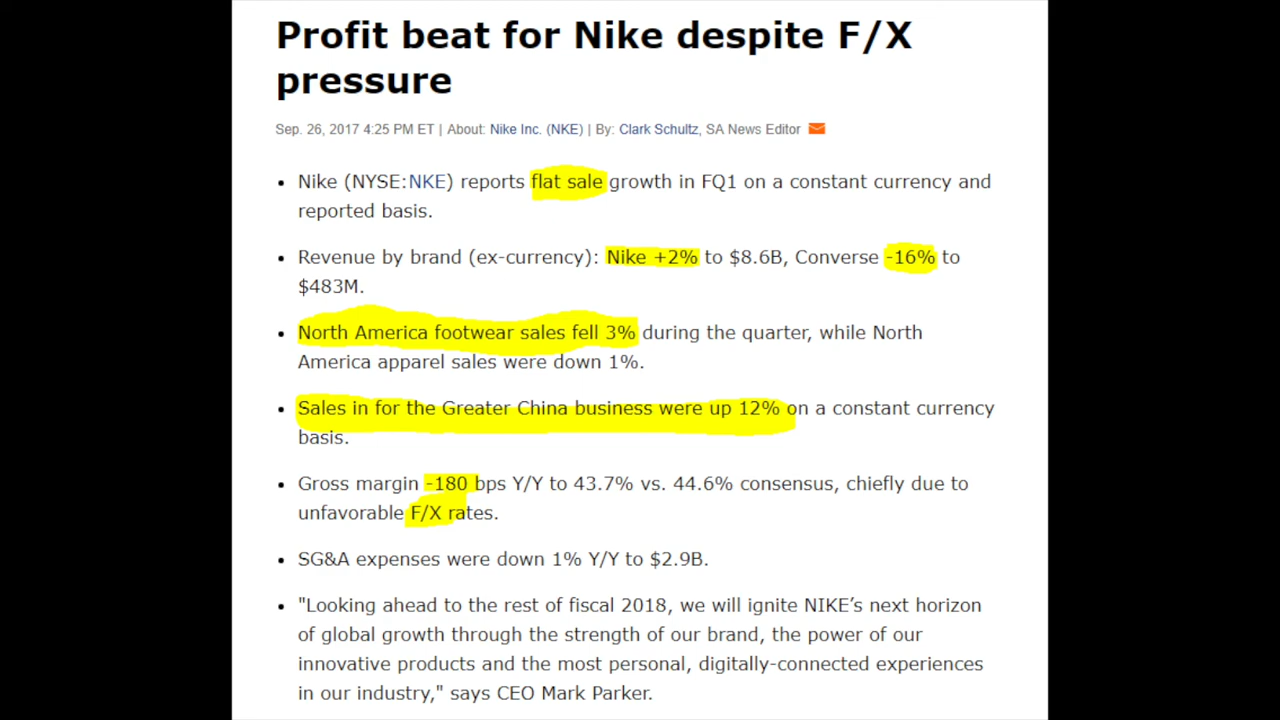 Profit beat for Nike despite F/X
pressure
Sep. 26, 2017 4:25 PM ET | About: Nike Inc. (NKE) | By: Clark Schultz, SA News Editor
• Nike (NYSE:NKE) reports flat sale growth in FQ1 on a constant currency and
reported basis.
• Revenue by brand (ex-currency): Nike +2% to $8.6B, Converse -16% to
$483M.
• North America footwear sales fell 3% during the quarter, while North
America apparel sales were down 1%.
• Sales in for the Greater China business were up 12% on a constant currency
basis.
• Gross margin -180 bps Y/Y to 43.7% vs. 44.6% consensus, chiefly due to
unfavorable F/X rates.
• SG&A expenses were down 1% Y/Y to $2.9B.
• "Looking ahead to the rest of fiscal 2018, we will ignite NIKE’s next horizon
of global growth through the strength of our brand, the power of our
innovative products and the most personal, digitally-connected experiences
in our industry," says CEO Mark Parker.